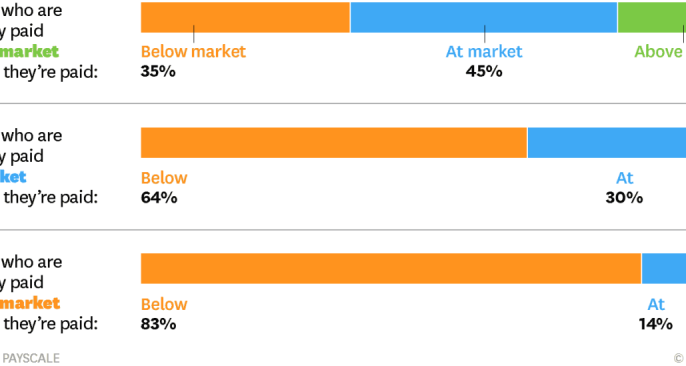 who are
y paid
market Below market At market Above
they're paid: 35% 45%
who are
y paid
ket Below At
they're paid: 64% 30%
who are
y paid
market Below At
they're paid: 83% 14%
PAYSCALE ©